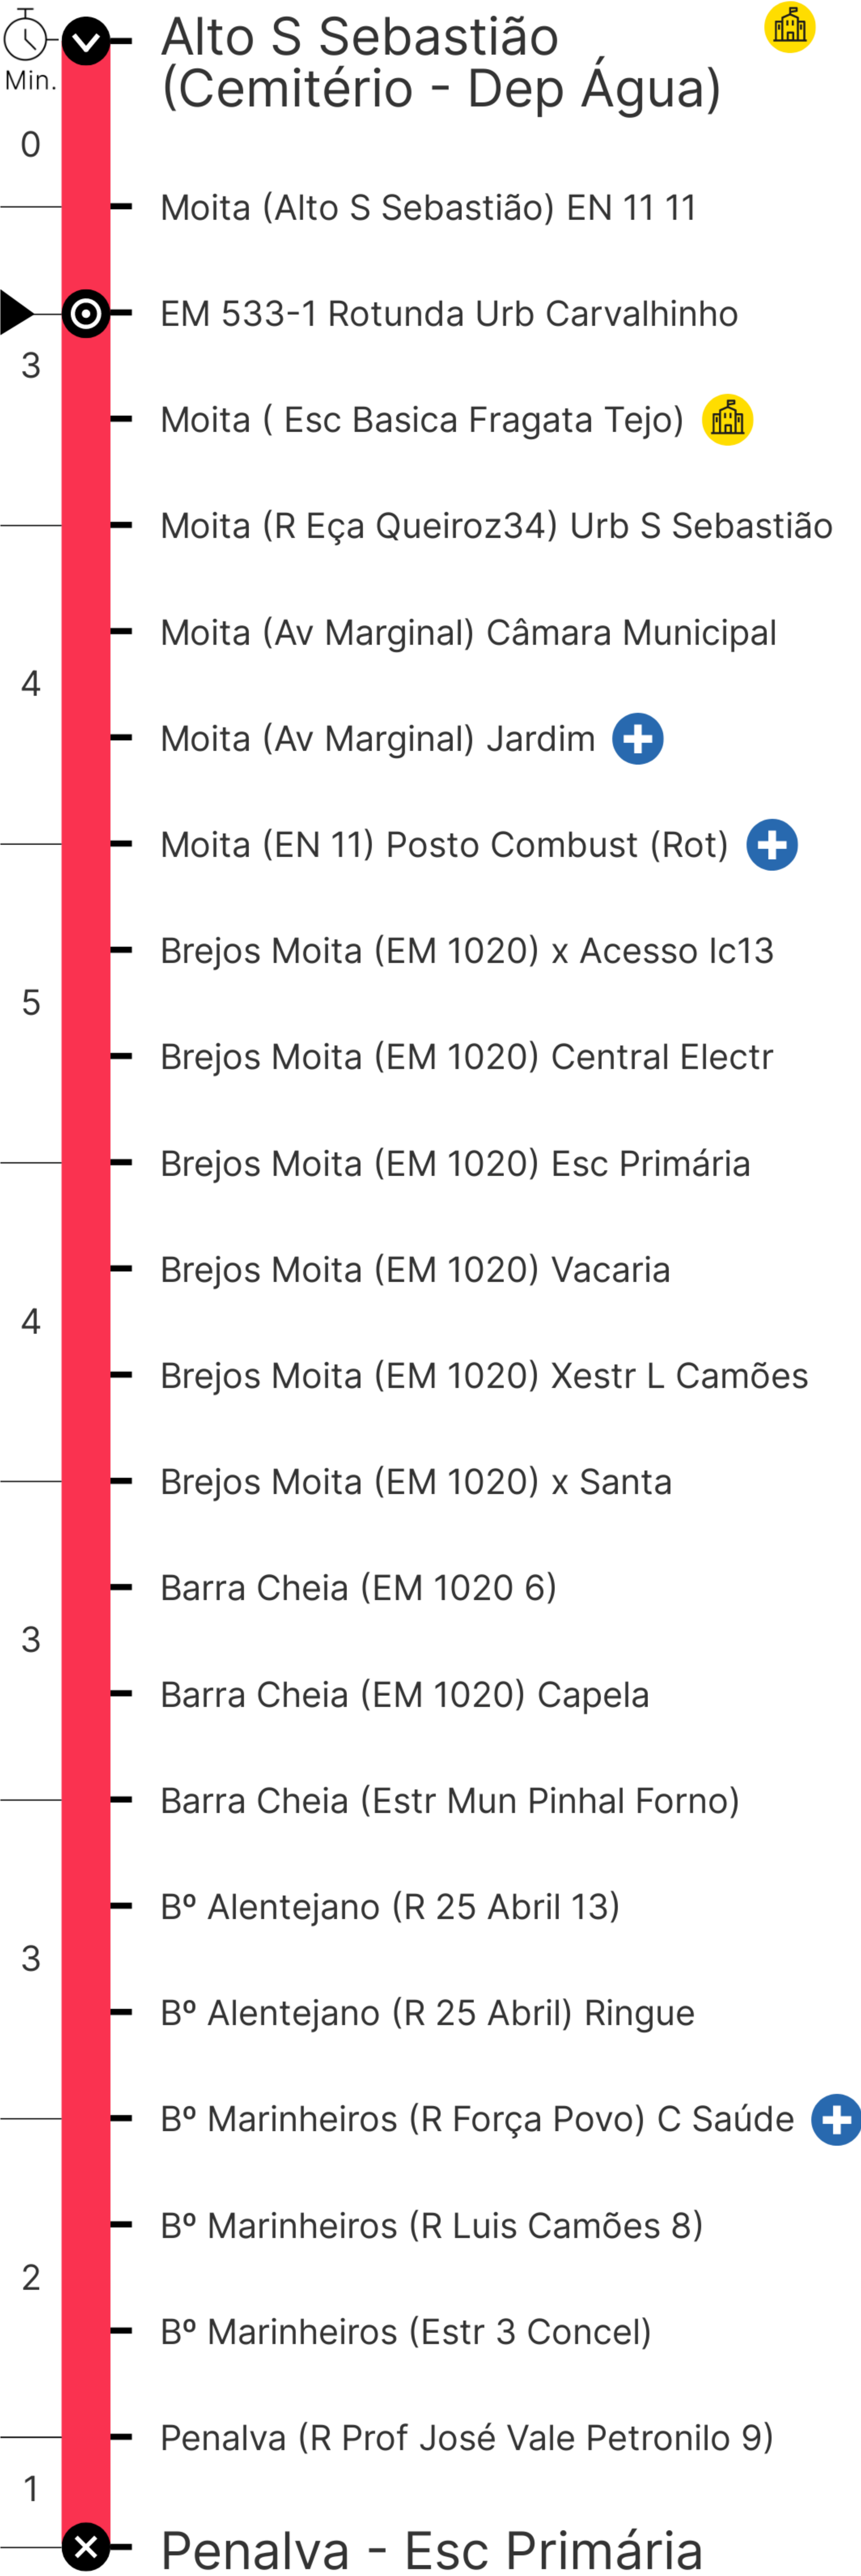 Alto S Sebastião
(Cemitério - Dep Água)
Min.
0
Moita (Alto S Sebastião) EN 11 11
EM 533-1 Rotunda Urb Carvalhinho
3
Moita ( Esc Basica Fragata Tejo)
Moita (R Eça Queiroz34) Urb S Sebastião
Moita (Av Marginal) Câmara Municipal
4
Moita (Av Marginal) Jardim
Moita (EN 11) Posto Combust (Rot)
Brejos Moita (EM 1020) x Acesso Ic13
5
Brejos Moita (EM 1020) Central Electr
Brejos Moita (EM 1020) Esc Primária
Brejos Moita (EM 1020) Vacaria
4
Brejos Moita (EM 1020) Xestr L Camões
Brejos Moita (EM 1020) x Santa
Barra Cheia (EM 1020 6)
3
Barra Cheia (EM 1020) Capela
Barra Cheia (Estr Mun Pinhal Forno)
Bº Alentejano (R 25 Abril 13)
3
Bº Alentejano (R 25 Abril) Ringue
Bº Marinheiros (R Força Povo) C Saúde
Bº Marinheiros (R Luis Camões 8)
2
Bº Marinheiros (Estr 3 Concel)
Penalva (R Prof José Vale Petronilo 9)
1
Penalva - Esc Primária